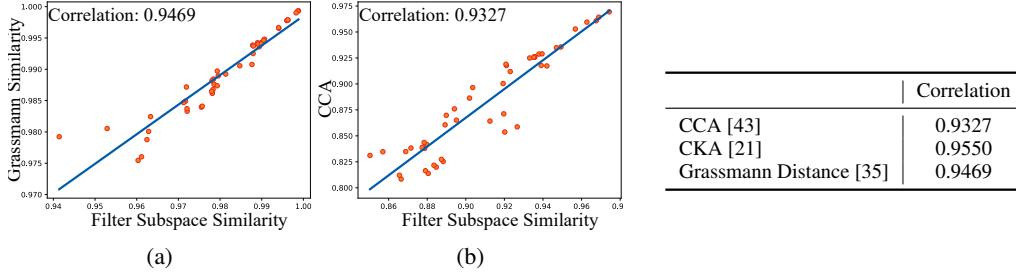 Correlation: 0.9469
Grassmann Similarity
1.000
0.995
0.990
0.985
0.980
0.975
0.970
0.94
0.96
0.98
0.99
1.00
Filter Subspace Similarity
(a)
Correlation: 0.9327
CCA
0.975
0.950
0.925
0.900
0.875
0.850
0.825
0.800
0.86
0.88
0.90
0.92
0.94
0.96
0.9
Filter Subspace Similarity
(b)
Correlation
CCA [43] 0.9327
CKA [21] 0.9550
Grassmann Distance [35] 0.9469